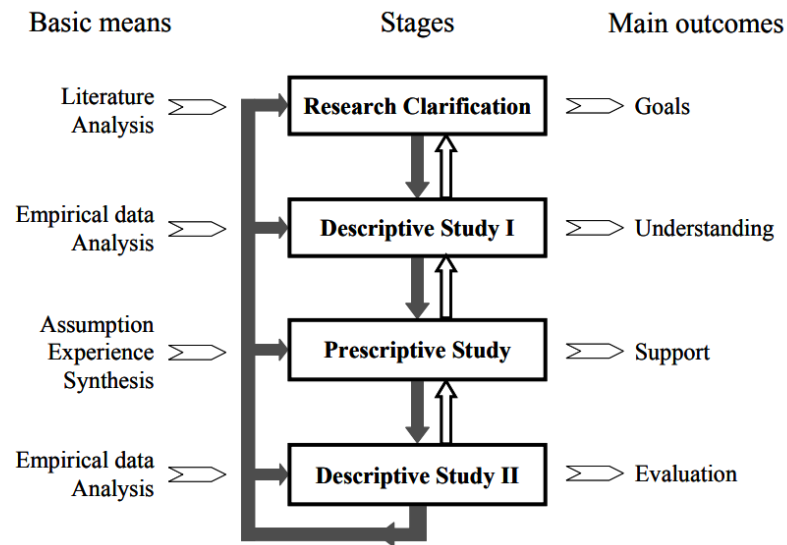 Basic means
Stages
Main outcomes
Literature
Analysis
Research Clarification
Goals
Empirical data
Analysis
Descriptive Study I
Understanding
Assumption
Experience
Synthesis
Prescriptive Study
Support
Empirical data
Analysis
Descriptive Study II
Evaluation